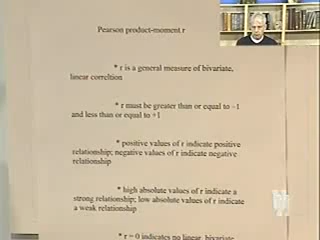 Pearson product-moment r
* r is a general measure of bivariate,
linear correltion
* r must be greater than or equal to -1
and less than or equal to +1
* positive values of r indicate positive
relationship; negative values of r indicate negative
relationship
* high absolute values of r indicate a
strong relationship; low absolute values of r indicate
a weak relationship
* r = 0 indicates no linear, bivariate